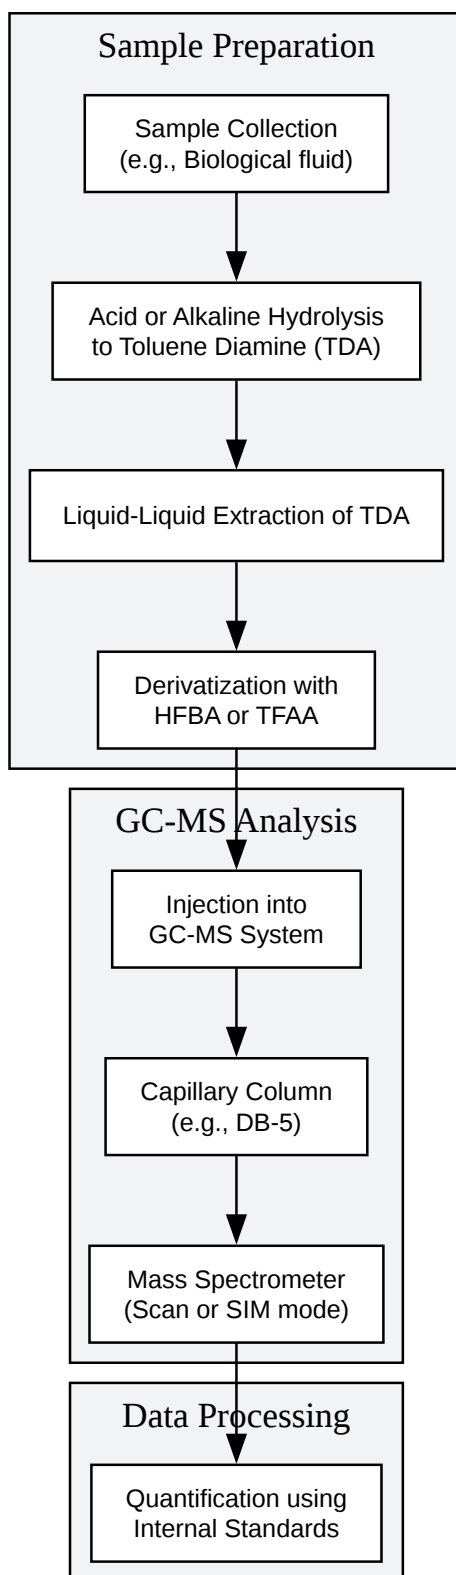 Sample Preparation
Sample Collection
(e.g., Biological fluid)
Acid or Alkaline Hydrolysis
to Toluene Diamine (TDA)
Liquid-Liquid Extraction of TDA
Derivatization with
HFBA or TFAA
GC-MS Analysis
Injection into
GC-MS System
Capillary Column
(e.g., DB-5)
Mass Spectrometer
(Scan or SIM mode)
Data Processing
Quantification using
Internal Standards